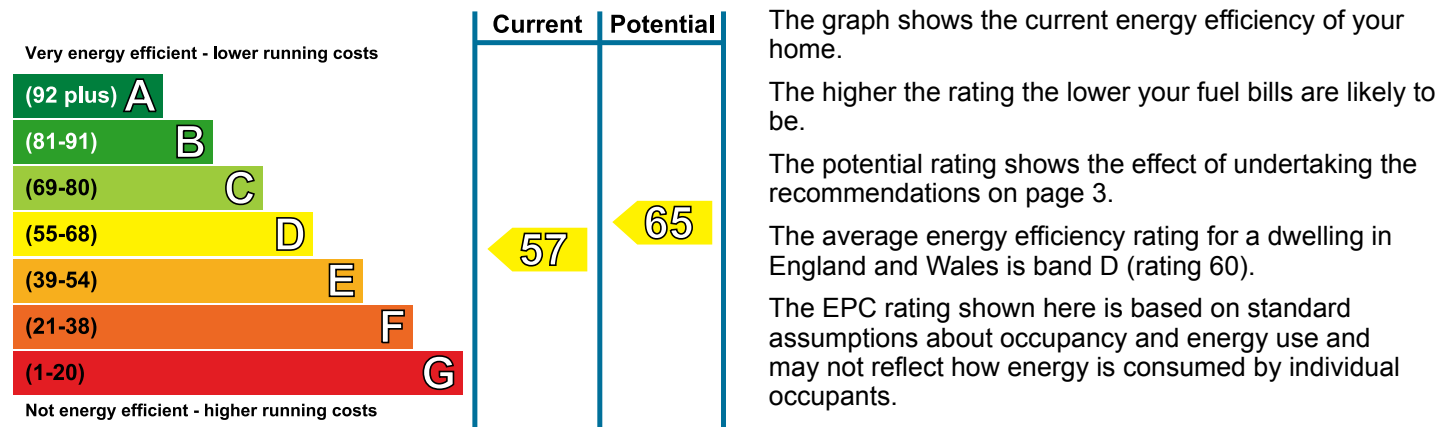 Current Potential
Very energy efficient - lower running costs
(92 plus) A
(81-91) B
(69-80) C
(55-68) D
(39-54) E
(21-38) F
(1-20) G
57
65
Not energy efficient - higher running costs
The graph shows the current energy efficiency of your
home.
The higher the rating the lower your fuel bills are likely to
be.
The potential rating shows the effect of undertaking the
recommendations on page 3.
The average energy efficiency rating for a dwelling in
England and Wales is band D (rating 60).
The EPC rating shown here is based on standard
assumptions about occupancy and energy use and
may not reflect how energy is consumed by individual
occupants.